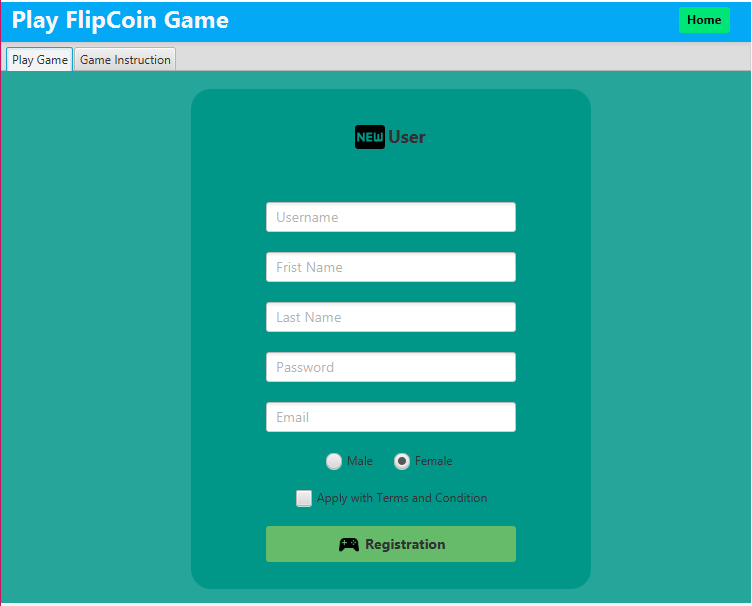 Play FlipCoin Game
Home
Play Game
Game Instruction
NEW User
Username
Frist Name
Last Name
Password
Email
Male
Female
Apply with Terms and Condition
Registration